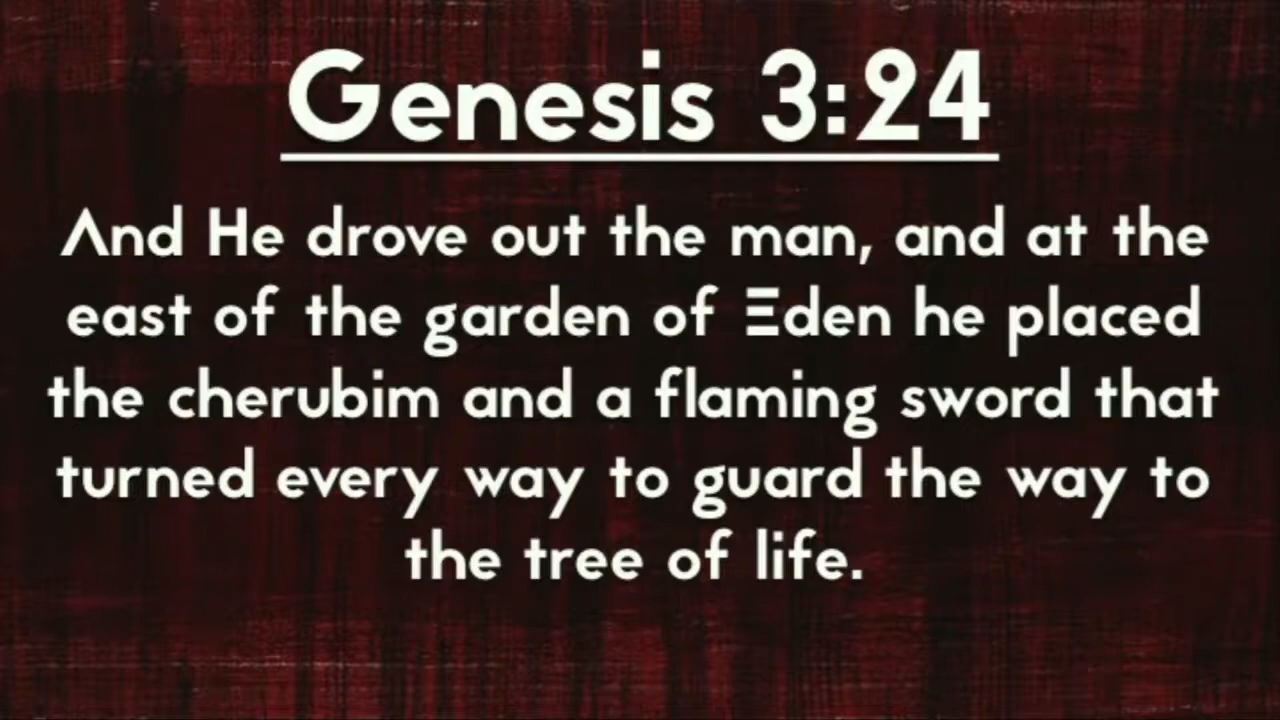 Genesis 3:24
And He drove out the man, and at the
east of the garden of Eden he placed
the cherubim and a flaming sword that
turned every way to guard the way to
the tree of life.